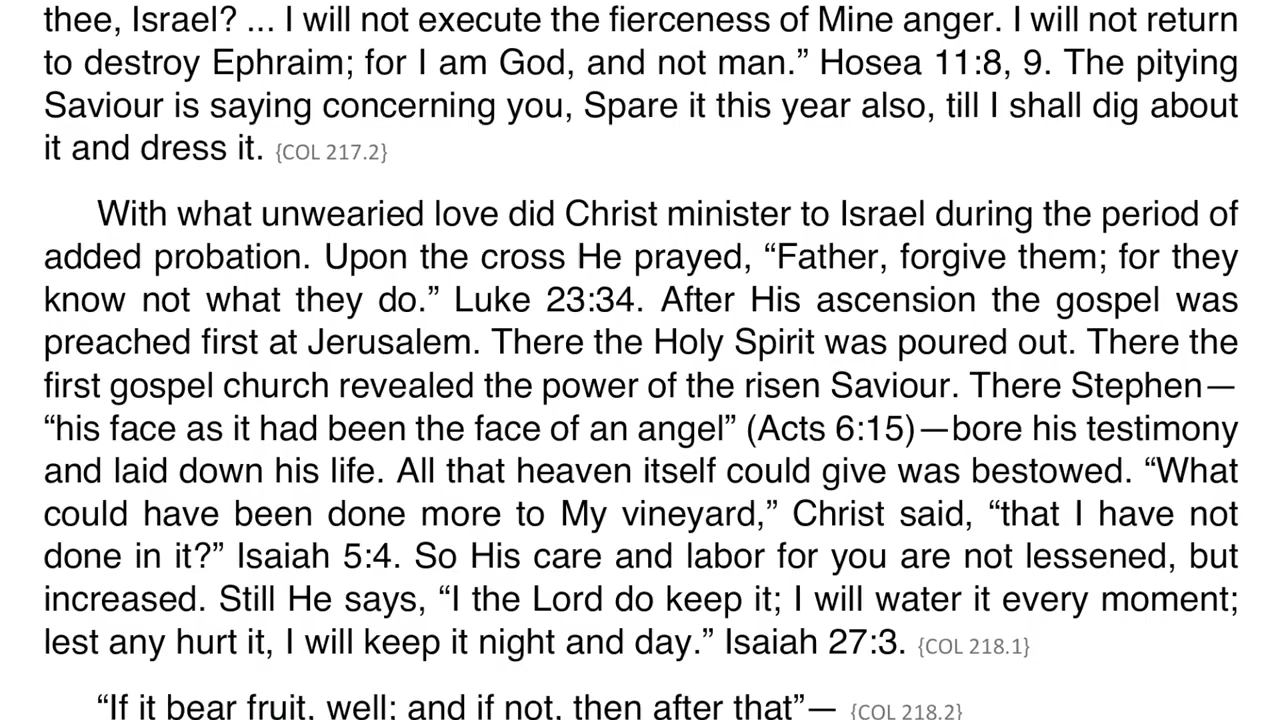 thee, Israel? ... I will not execute the fierceness of Mine anger. I will not return
to destroy Ephraim; for I am God, and not man.” Hosea 11:8, 9. The pitying
Saviour is saying concerning you, Spare it this year also, till I shall dig about
it and dress it. {COL 217.2}
With what unwearied love did Christ minister to Israel during the period of
added probation. Upon the cross He prayed, “Father, forgive them; for they
know not what they do.” Luke 23:34. After His ascension the gospel was
preached first at Jerusalem. There the Holy Spirit was poured out. There the
first gospel church revealed the power of the risen Saviour. There Stephen—
“his face as it had been the face of an angel” (Acts 6:15)—bore his testimony
and laid down his life. All that heaven itself could give was bestowed. “What
could have been done more to My vineyard,” Christ said, “that I have not
done in it?” Isaiah 5:4. So His care and labor for you are not lessened, but
increased. Still He says, “I the Lord do keep it; I will water it every moment;
lest any hurt it, I will keep it night and day.” Isaiah 27:3. {COL 218.1}
“If it bear fruit, well; and if not, then after that”— {COL 218.2}